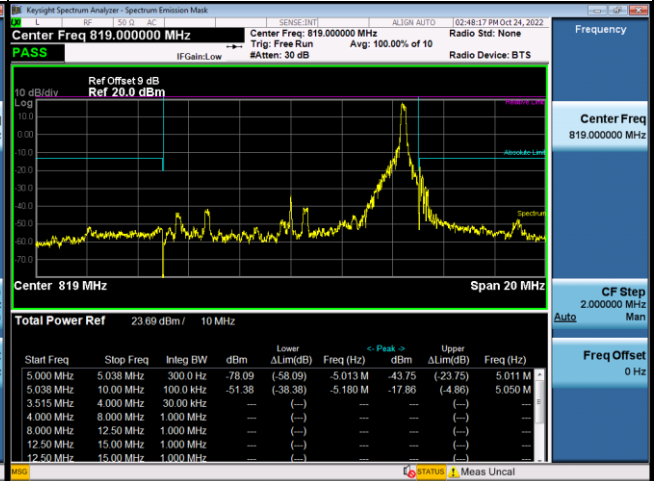 Keysight Spectrum Analyzer - Spectrum Emission Mask
L RF 50 Ω AC SENSE:INT ALIGN AUTO 02:48:17 PM Oct 24, 2022
Center Freq 819.000000 MHz
PASS
IFGain:Low
Center Freq: 819.000000 MHz
Trig: Free Run Avg: 100.00% of 10
#Atten: 30 dB
Radio Std: None
Radio Device: BTS
Ref Offset 9 dB
10 dB/div Ref 20.0 dBm
Log
Relative Limit
10.0
0.00
-10.0
Absolute Limit
-20.0
-30.0
-40.0
-50.0
Spectrum
-60.0
-70.0
Center 819 MHz Span 20 MHz
Total Power Ref 23.69 dBm / 10 MHz
Lower <- Peak -> Upper
Start Freq Stop Freq Integ BW dBm ΔLim(dB) Freq (Hz) dBm ΔLim(dB) Freq (Hz)
5.000 MHz 5.038 MHz 300.0 Hz -78.09 (-58.09) -5.013 M -43.75 (-23.75) 5.011 M
5.038 MHz 10.00 MHz 100.0 kHz -51.38 (-38.38) -5.180 M -17.86 (-4.86) 5.050 M
3.515 MHz 4.000 MHz 30.00 kHz --- (---) --- --- (---) ---
4.000 MHz 8.000 MHz 1.000 MHz --- (---) --- --- (---) ---
8.000 MHz 12.50 MHz 1.000 MHz --- (---) --- --- (---) ---
12.50 MHz 15.00 MHz 1.000 MHz --- (---) --- --- (---) ---
12.50 MHz 15.00 MHz 1.000 MHz --- (---) --- --- (---) ---
MSG STATUS Meas Uncal
Frequency
Center Freq
819.000000 MHz
CF Step
2.000000 MHz
Auto Man
Freq Offset
0 Hz